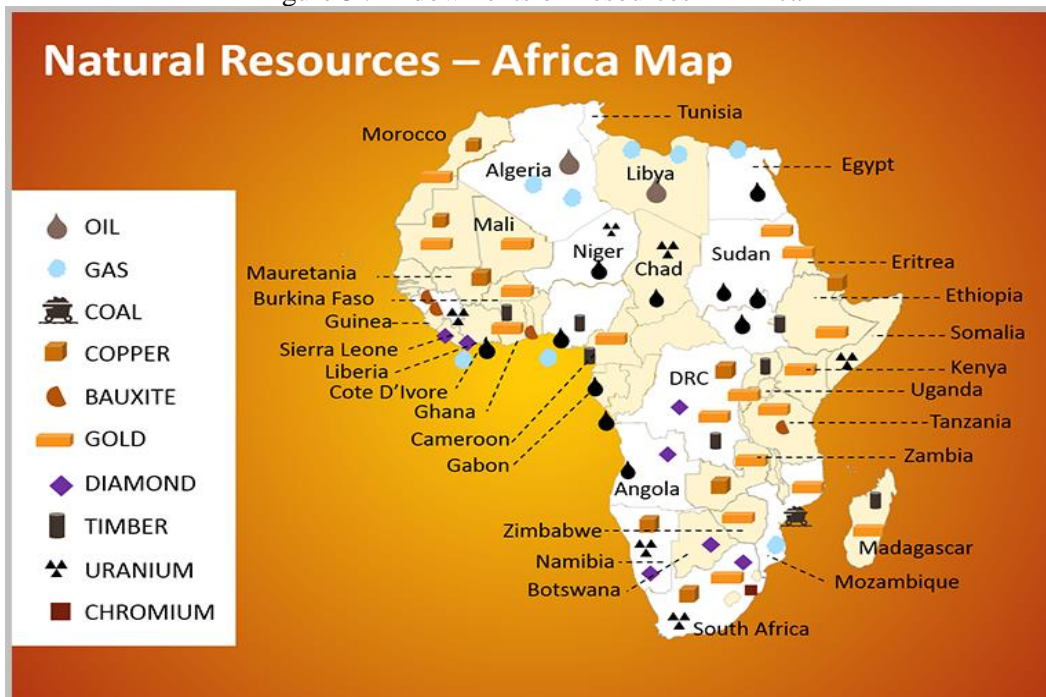 Natural Resources – Africa Map
OIL
GAS
COAL
COPPER
BAUXITE
GOLD
DIAMOND
TIMBER
URANIUM
CHROMIUM
Tunisia
Morocco
Algeria
Libya
Egypt
Mali
Niger
Chad
Sudan
Mauretania
Eritrea
Burkina Faso
Ethiopia
Guinea
Somalia
Sierra Leone
Liberia
Kenya
DRC
Cote D'Ivore
Uganda
Ghana
Tanzania
Cameroon
Zambia
Gabon
Angola
Zimbabwe
Madagascar
Namibia
Mozambique
Botswana
South Africa